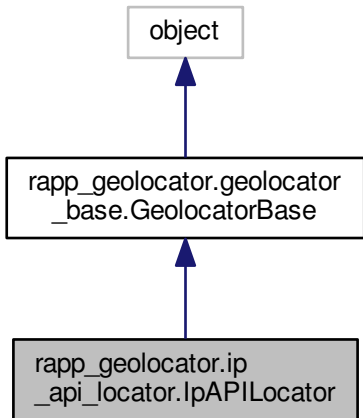 object
rapp_geolocator.geolocator
_base.GeolocatorBase
rapp_geolocator.ip
_api_locator.IpAPILocator